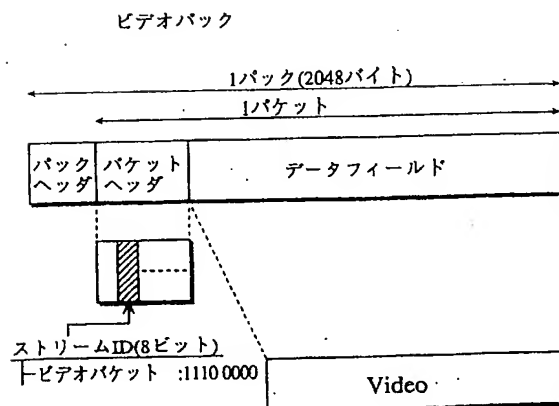 ビデオパック
1パック(2048バイト)
1パケット
パック
ヘッダ
パケット
ヘッダ
データフィールド
ストリームID(8ビット)
ビデオパケット :1110 0000
Video